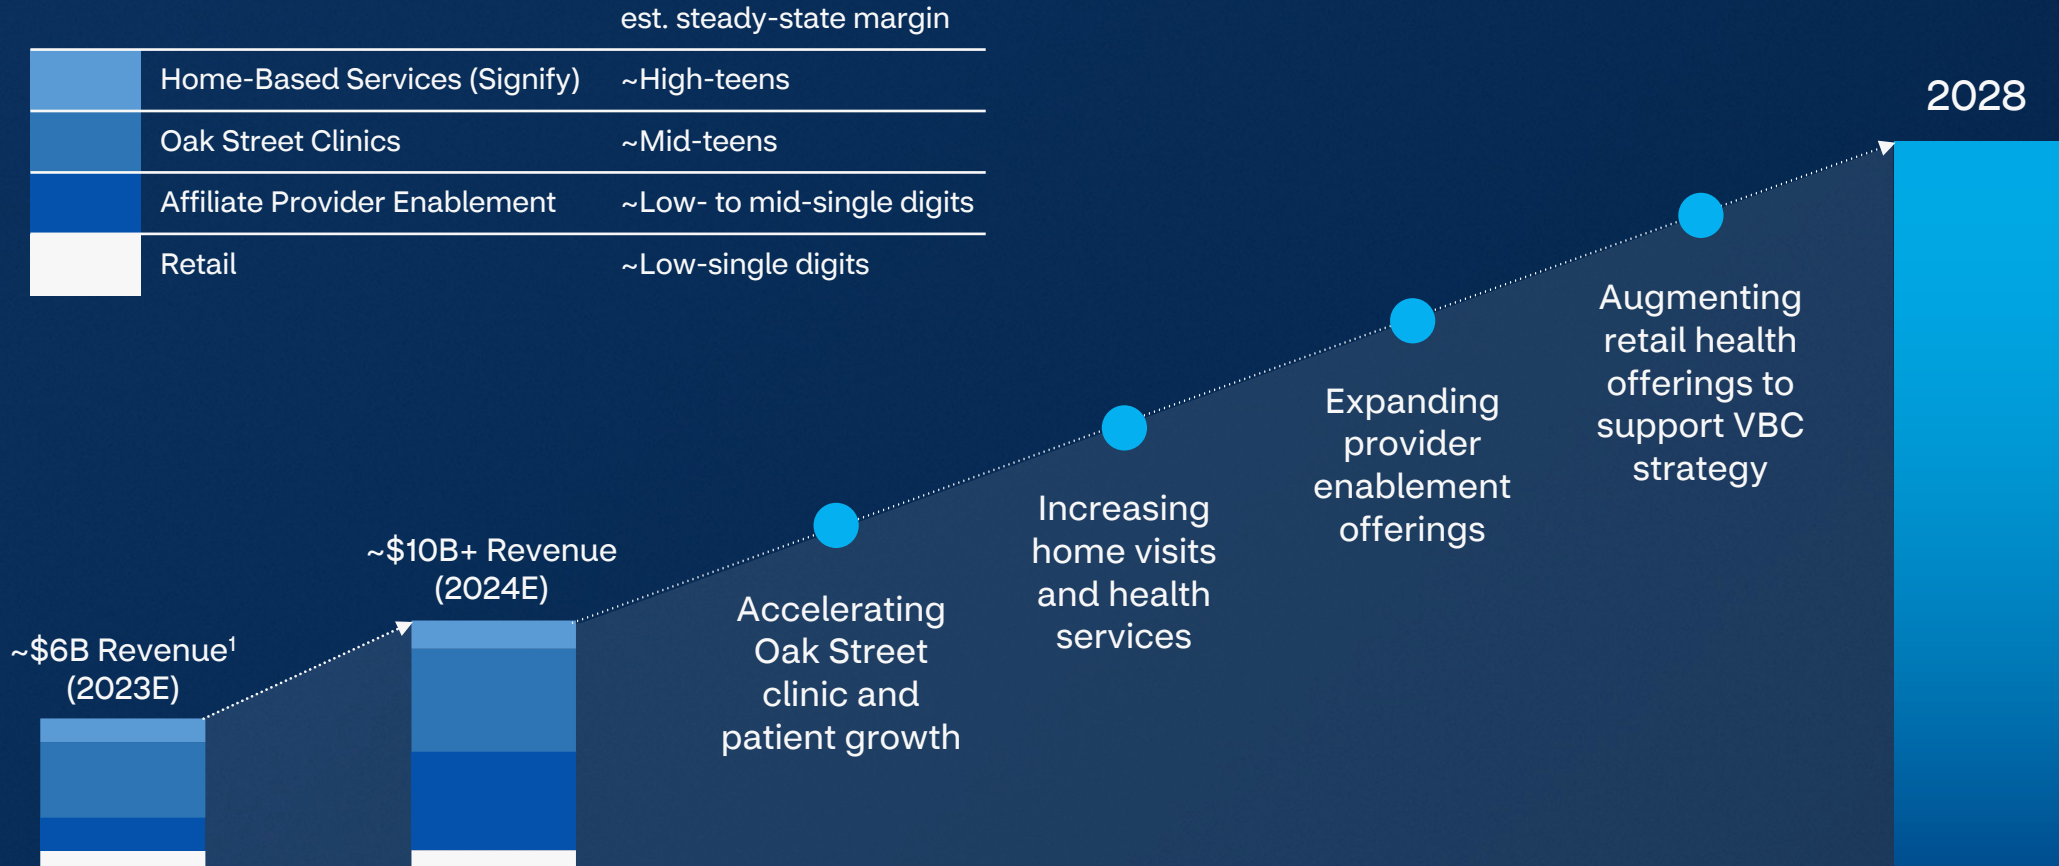 est. steady-state margin
Home-Based Services (Signify) ~High-teens
Oak Street Clinics ~Mid-teens
Affiliate Provider Enablement ~Low- to mid-single digits
Retail ~Low-single digits
~$6B Revenue¹
(2023E)
~$10B+ Revenue
(2024E)
Accelerating
Oak Street
clinic and
patient growth
Increasing
home visits
and health
services
Expanding
provider
enablement
offerings
Augmenting
retail health
offerings to
support VBC
strategy
2028